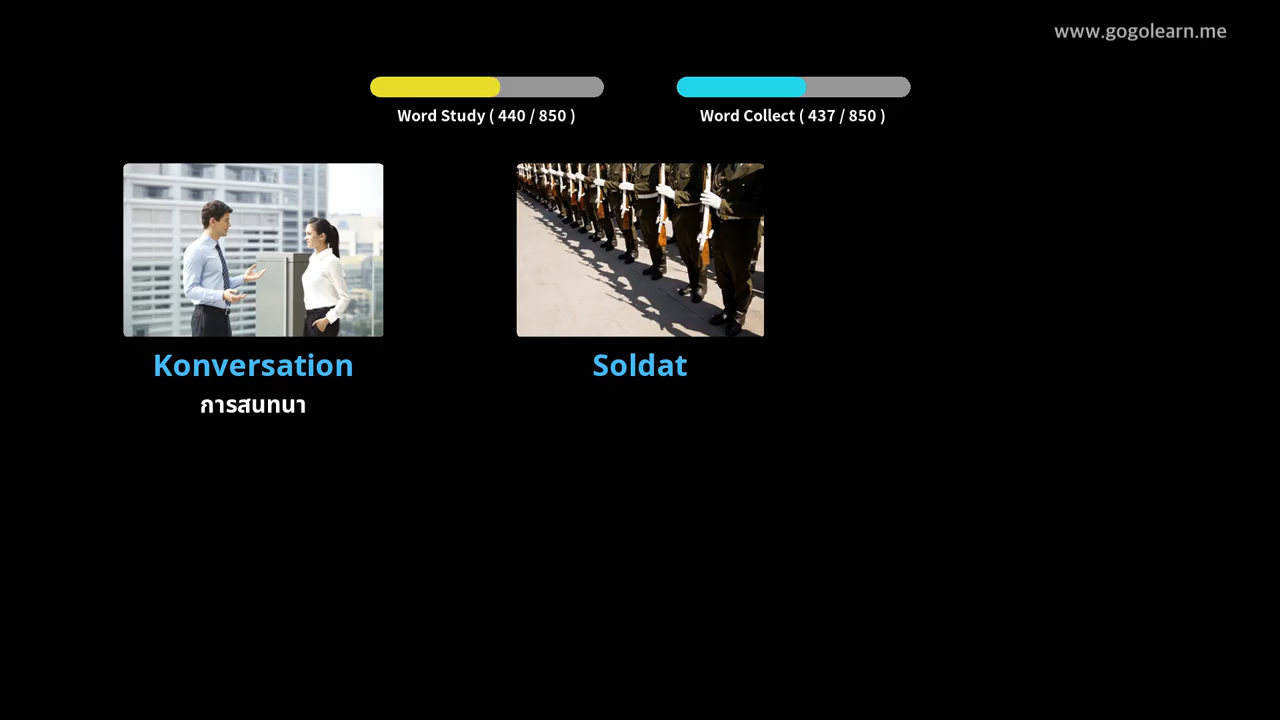 www.gogolearn.me
Word Study ( 440 / 850 )
Word Collect ( 437 / 850 )
Konversation
การสนทนา
Soldat